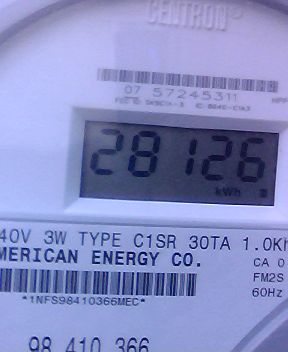 CENTRON®
07 57245311
28126
kWh
40V 3W TYPE C1SR 30TA 1.0Kh
MERICAN ENERGY CO.
CA 0
FM2S
60Hz
*1NFS98410366MEC*
98 410 366